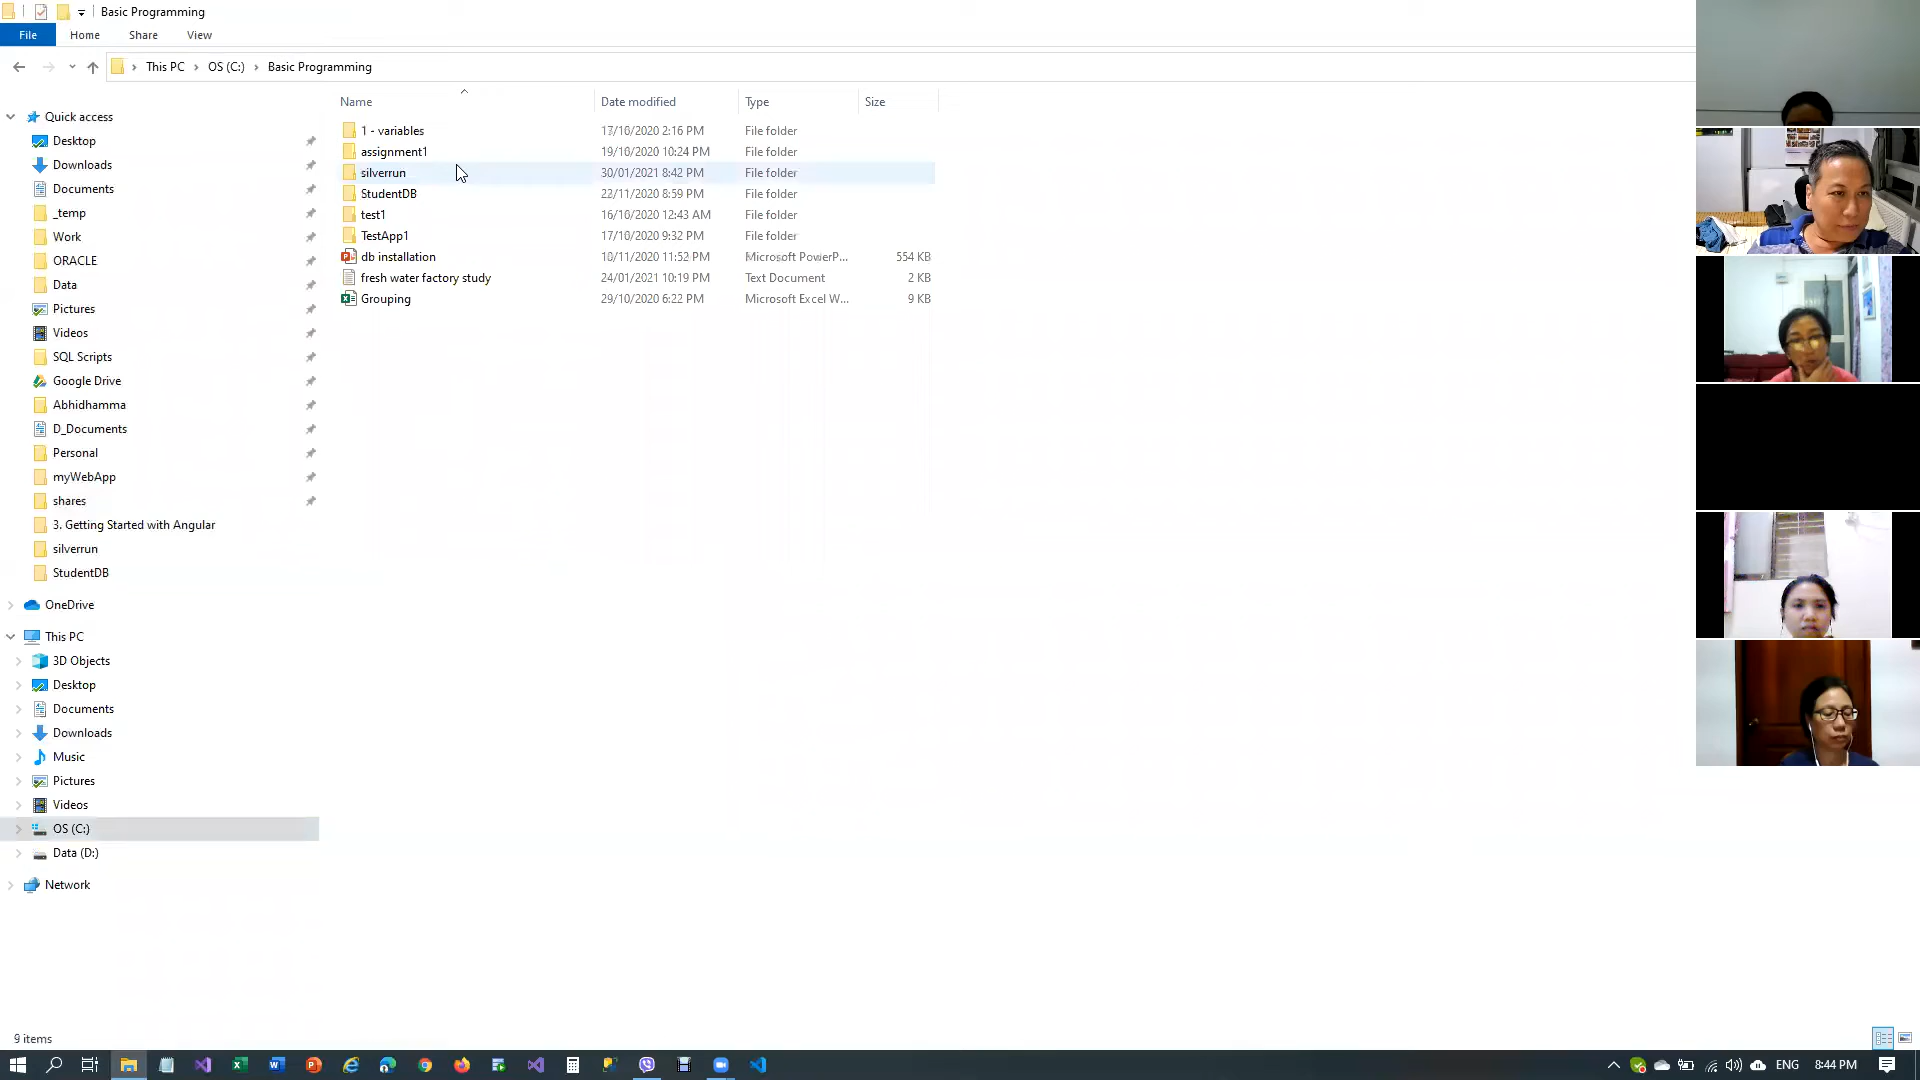 Basic Programming
File Home Share View
This PC OS (C:) Basic Programming
Name Date modified Type Size
Quick access
Desktop
Downloads
Documents
_temp
Work
ORACLE
Data
Pictures
Videos
SQL Scripts
Google Drive
Abhidhamma
D_Documents
Personal
myWebApp
shares
3. Getting Started with Angular
silverrun
StudentDB
OneDrive
This PC
3D Objects
Desktop
Documents
Downloads
Music
Pictures
Videos
OS (C:)
Data (D:)
Network
1 - variables 17/10/2020 2:16 PM File folder
assignment1 19/10/2020 10:24 PM File folder
silverrun 30/01/2021 8:42 PM File folder
StudentDB 22/11/2020 8:59 PM File folder
test1 16/10/2020 12:43 AM File folder
TestApp1 17/10/2020 9:32 PM File folder
db installation 10/11/2020 11:52 PM Microsoft PowerP... 554 KB
fresh water factory study 24/01/2021 10:19 PM Text Document 2 KB
Grouping 29/10/2020 6:22 PM Microsoft Excel W... 9 KB
9 items
ENG 8:44 PM